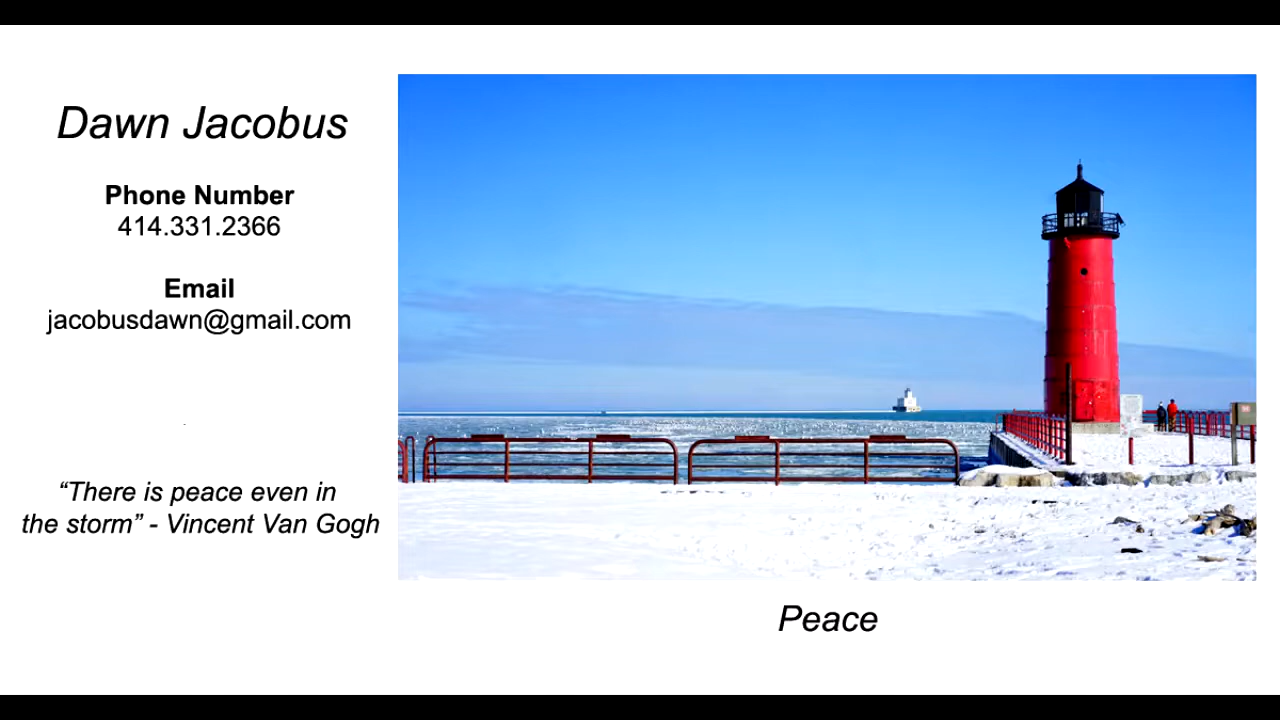 Dawn Jacobus
Phone Number
414.331.2366
Email
jacobusdawn@gmail.com
“There is peace even in
the storm” - Vincent Van Gogh
Peace